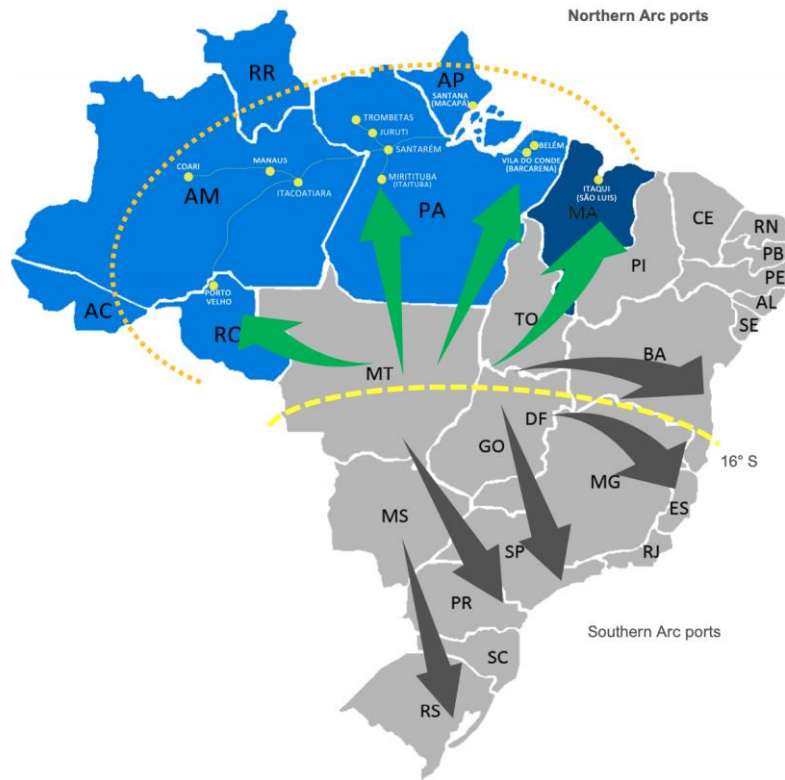 Northern Arc ports
RR
AP
SANTANA
(MACAPÁ)
TROMBETAS
JURUTI
BELÉM
SANTARÉM
VILA DO CONDE
(BARCARENA)
COARI
MANAUS
MIRITITUBA
(ITAITUBA)
ITAQUI
(SÃO LUIS)
ITACOATIARA
AM
PA
MA
CE
RN
PB
PE
PI
AL
SE
PORTO
VELHO
AC
RO
TO
BA
MT
DF
GO
16° S
MG
MS
ES
SP
RJ
PR
Southern Arc ports
SC
RS